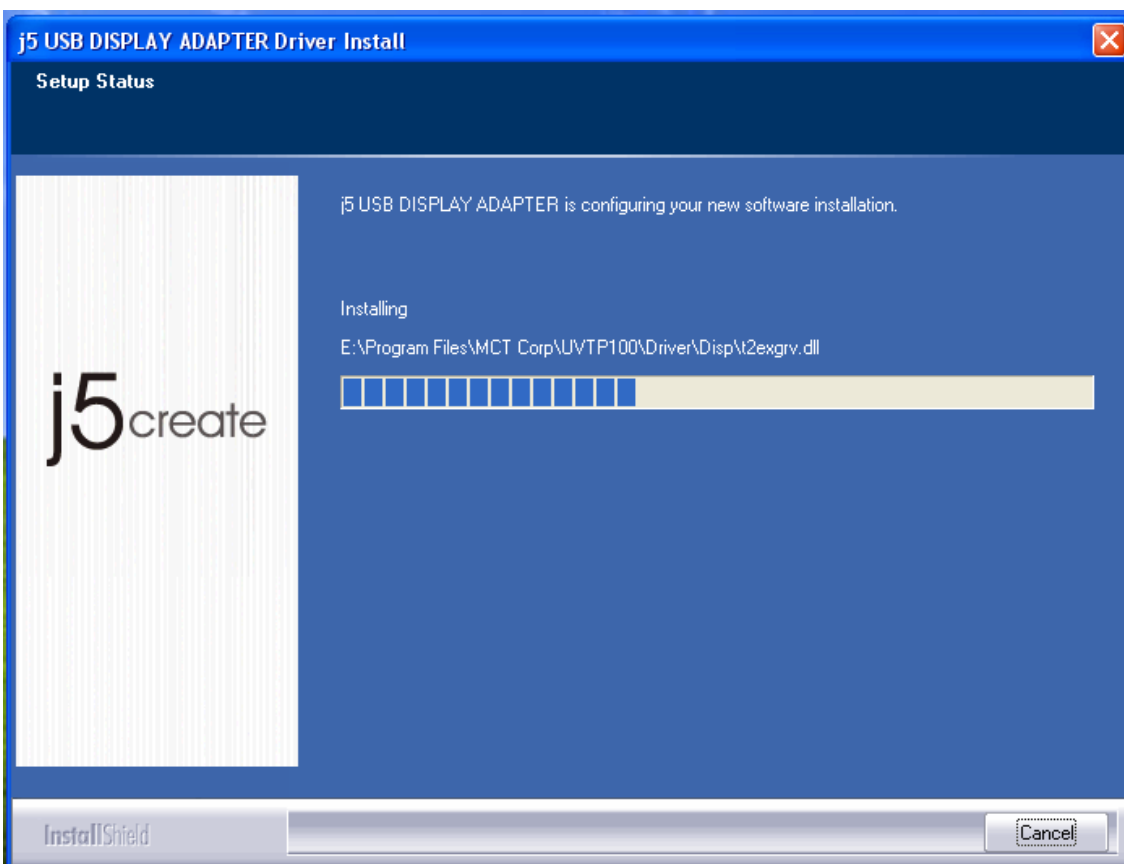 j5 USB DISPLAY ADAPTER Driver Install
Setup Status
j5 USB DISPLAY ADAPTER is configuring your new software installation.
Installing
E:\Program Files\MCT Corp\UVTP100\Driver\Disp\t2exgrv.dll
j5create
InstallShield
Cancel